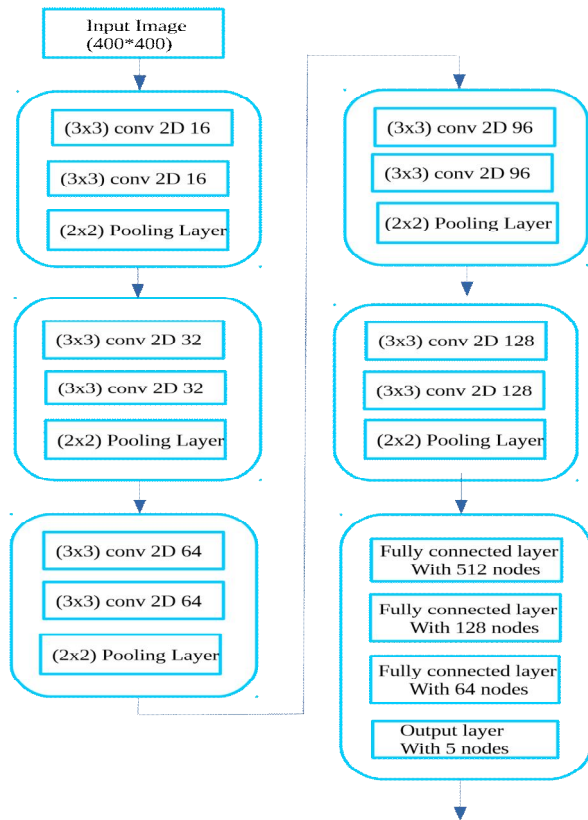 Input Image
(400*400)
(3x3) conv 2D 16
(3x3) conv 2D 16
(2x2) Pooling Layer
(3x3) conv 2D 32
(3x3) conv 2D 32
(2x2) Pooling Layer
(3x3) conv 2D 64
(3x3) conv 2D 64
(2x2) Pooling Layer
(3x3) conv 2D 96
(3x3) conv 2D 96
(2x2) Pooling Layer
(3x3) conv 2D 128
(3x3) conv 2D 128
(2x2) Pooling Layer
Fully connected layer
With 512 nodes
Fully connected layer
With 128 nodes
Fully connected layer
With 64 nodes
Output layer
With 5 nodes